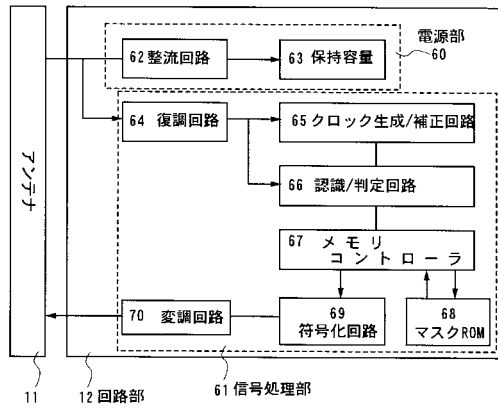 電源部
60
62 整流回路
63 保持容量
64 復調回路
65 クロック生成/補正回路
66 認識/判定回路
67 メモリ
コントローラ
70 変調回路
69
符号化回路
68
マスクROM
アンテナ
11
12 回路部
61 信号処理部